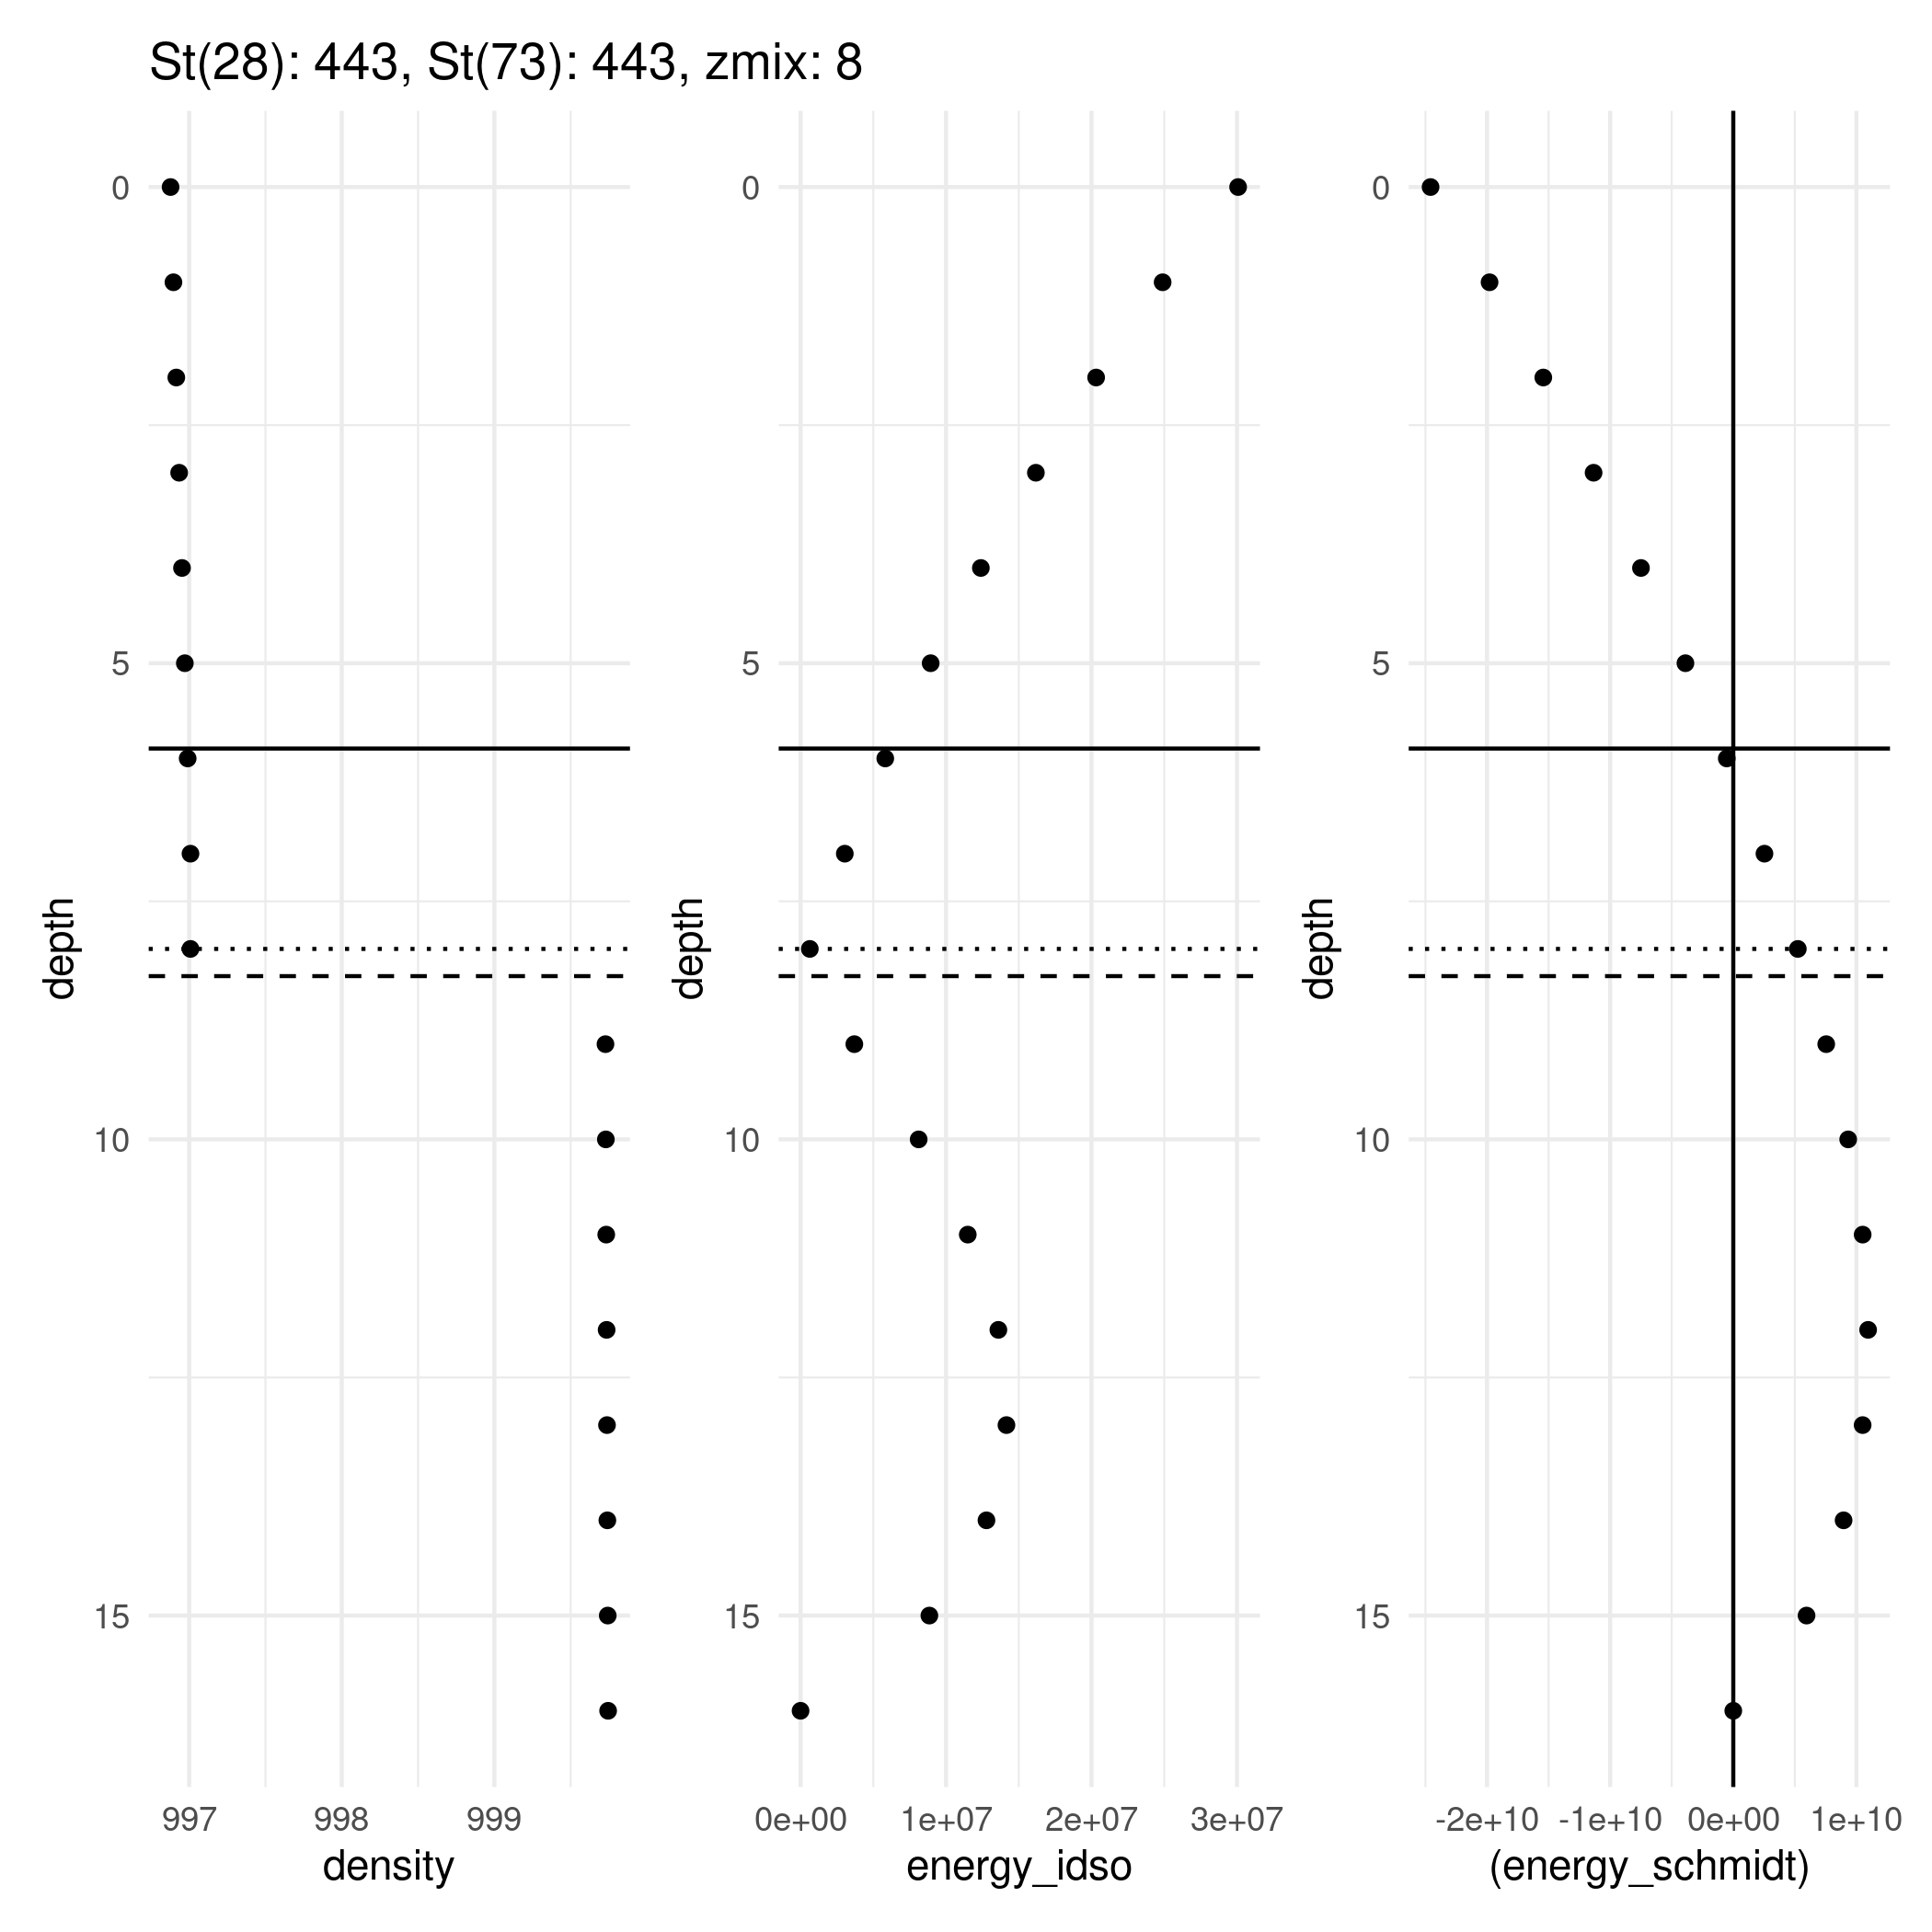 St(28): 443, St(73): 443, zmix: 8
0
5
10
15
depth
997 998 999
density
0
5
10
15
depth
0e+00 1e+07 2e+07 3e+07
energy_idso
0
5
10
15
depth
-2e+10 -1e+10 0e+00 1e+10
(energy_schmidt)